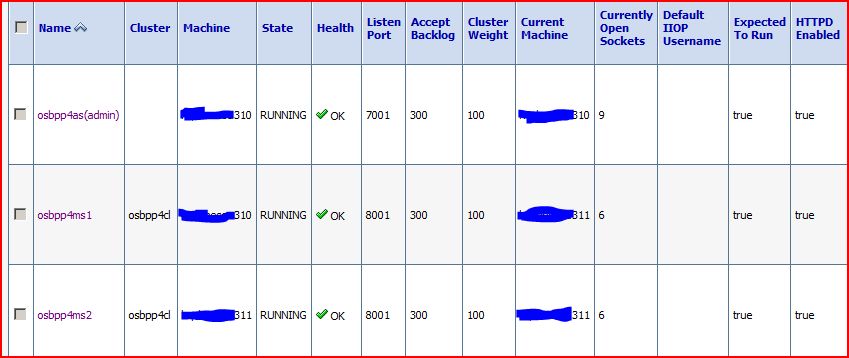 Name Cluster Machine State Health Listen Port Accept Backlog Cluster Weight Current Machine Currently Open Sockets Default IIOP Username Expected To Run HTTPD Enabled
osbpp4as(admin) 310 RUNNING OK 7001 300 100 310 9 true true
osbpp4ms1 osbpp4cl 310 RUNNING OK 8001 300 100 311 6 true true
osbpp4ms2 osbpp4cl 311 RUNNING OK 8001 300 100 311 6 true true